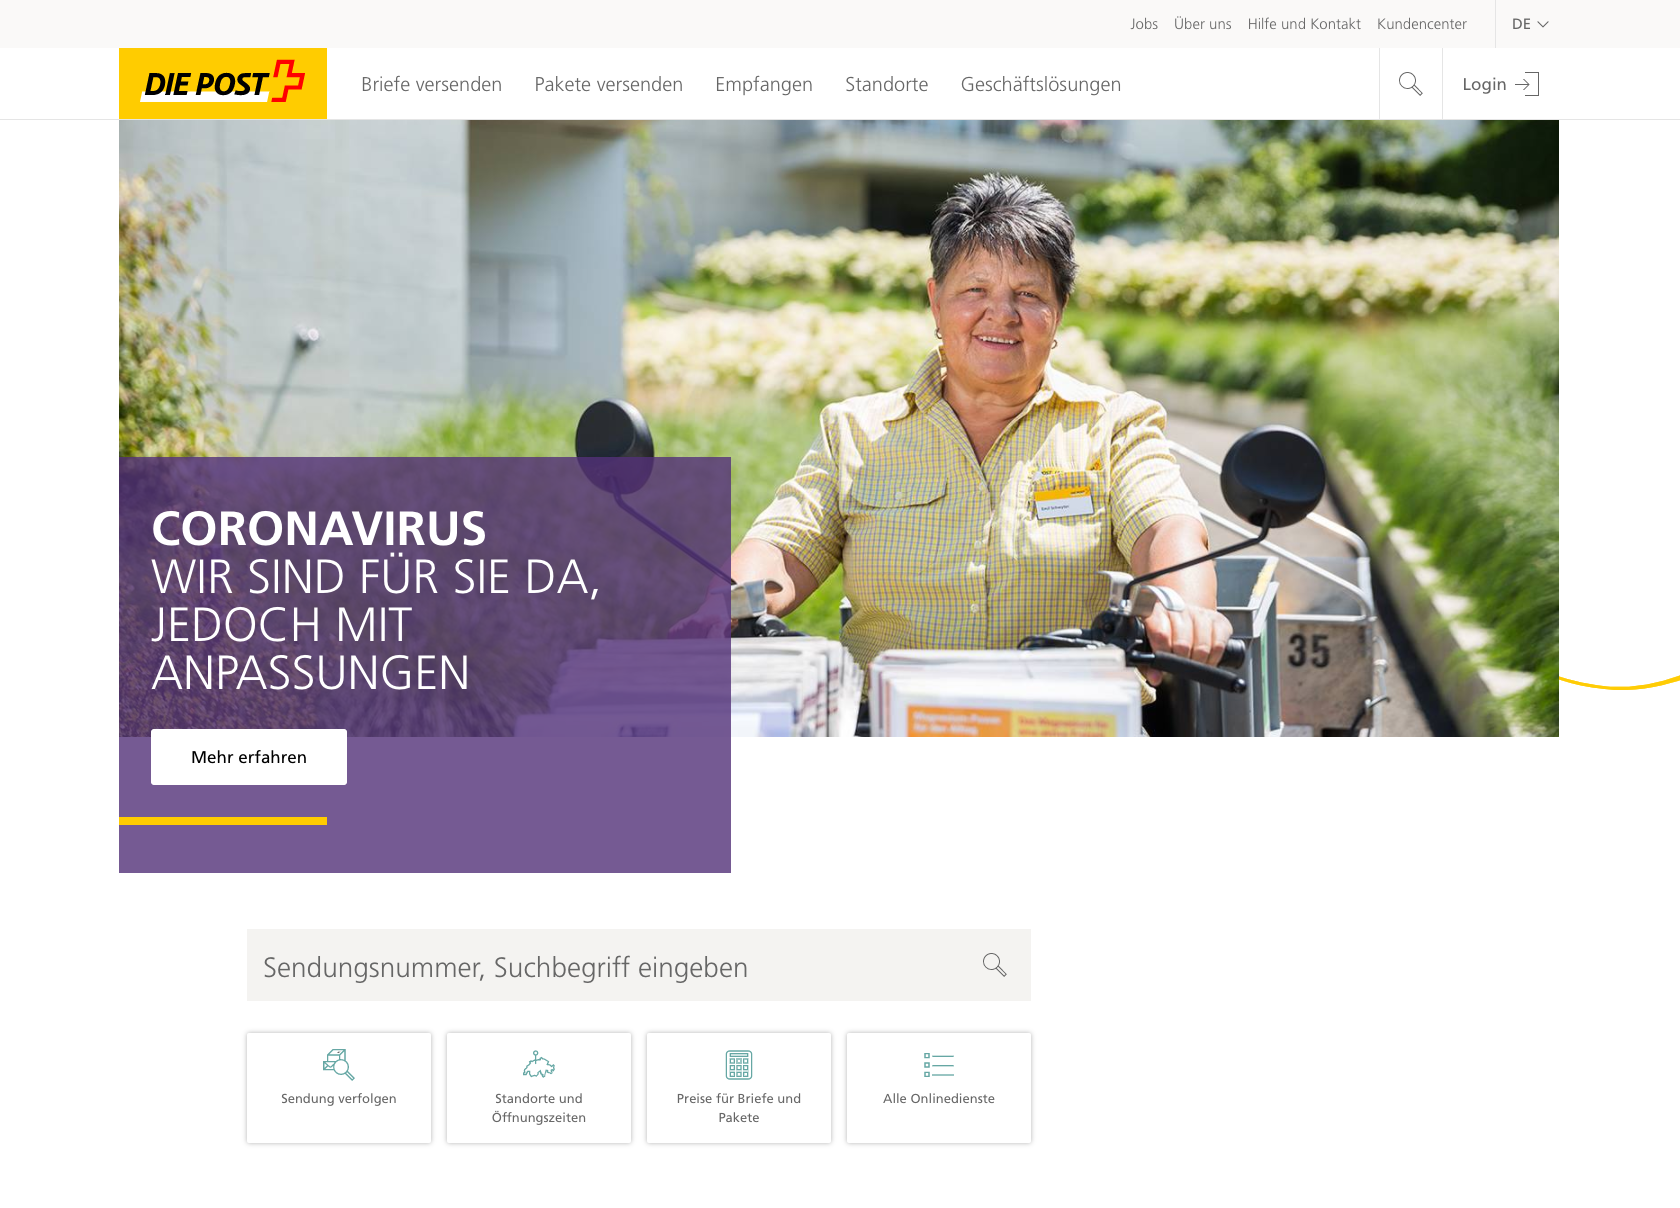 Jobs
Über uns
Hilfe und Kontakt
Kundencenter
DE
DIE POST
Briefe versenden
Pakete versenden
Empfangen
Standorte
Geschäftslösungen
Login
CORONAVIRUS
WIR SIND FÜR SIE DA,
JEDOCH MIT
ANPASSUNGEN
Mehr erfahren
35
Sendungsnummer, Suchbegriff eingeben
Sendung verfolgen
Standorte und
Öffnungszeiten
Preise für Briefe und
Pakete
Alle Onlinedienste